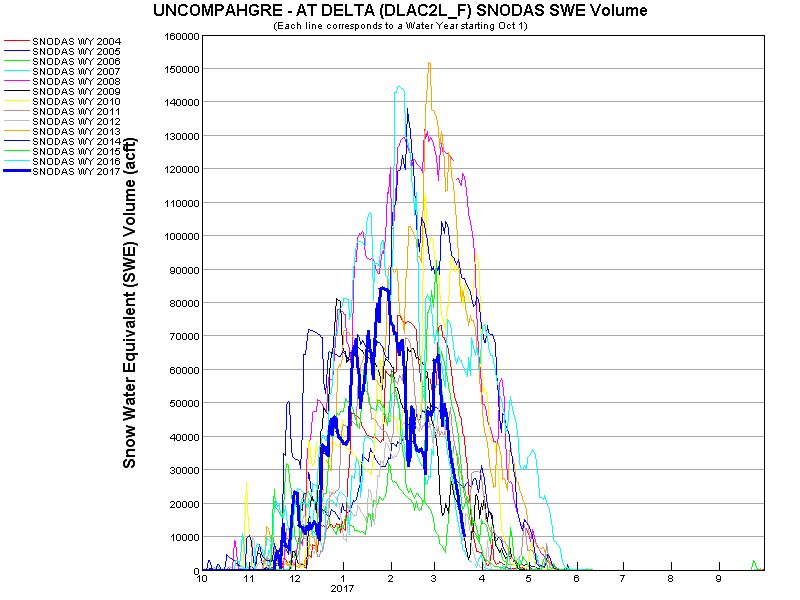 UNCOMPAHGRE - AT DELTA (DLAC2L_F) SNODAS SWE Volume
(Each line corresponds to a Water Year starting Oct 1)
SNODAS WY 2004
SNODAS WY 2005
SNODAS WY 2006
SNODAS WY 2007
SNODAS WY 2008
SNODAS WY 2009
SNODAS WY 2010
SNODAS WY 2011
SNODAS WY 2012
SNODAS WY 2013
SNODAS WY 2014
SNODAS WY 2015
SNODAS WY 2016
SNODAS WY 2017
Snow Water Equivalent (SWE) Volume (acft)
160000
150000
140000
130000
120000
110000
100000
90000
80000
70000
60000
50000
40000
30000
20000
10000
0
10 11 12 1 2 3 4 5 6 7 8 9
2017